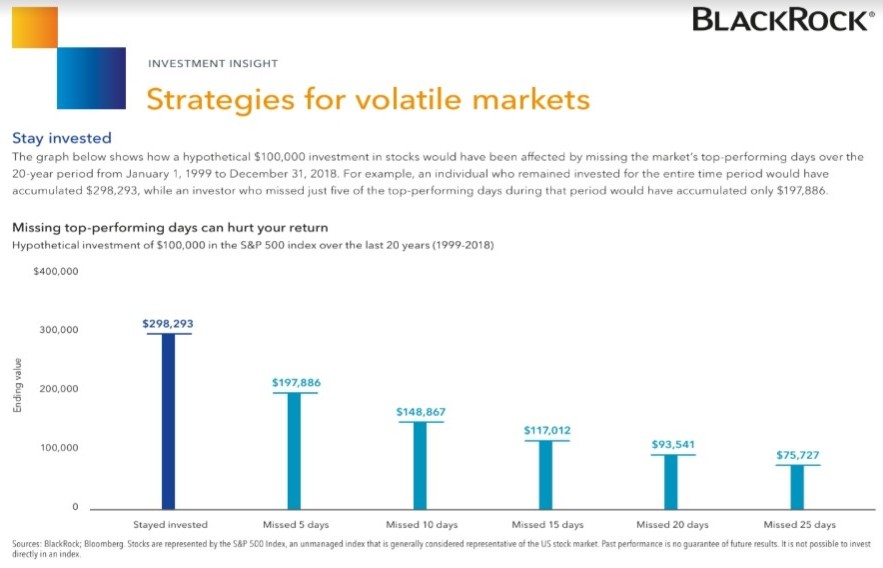 BLACKROCK®
INVESTMENT INSIGHT
Strategies for volatile markets
Stay invested
The graph below shows how a hypothetical $100,000 investment in stocks would have been affected by missing the market's top-performing days over the
20-year period from January 1, 1999 to December 31, 2018. For example, an individual who remained invested for the entire time period would have
accumulated $298,293, while an investor who missed just five of the top-performing days during that period would have accumulated only $197,886.
Missing top-performing days can hurt your return
Hypothetical investment of $100,000 in the S&P 500 index over the last 20 years (1999-2018)
$400,000
300,000
200,000
100,000
0
Ending value
$298,293
$197,886
$148,867
$117,012
$93,541
$75,727
Stayed invested
Missed 5 days
Missed 10 days
Missed 15 days
Missed 20 days
Missed 25 days
Sources: BlackRock; Bloomberg. Stocks are represented by the S&P 500 Index, an unmanaged index that is generally considered representative of the US stock market. Past performance is no guarantee of future results. It is not possible to invest
directly in an index.